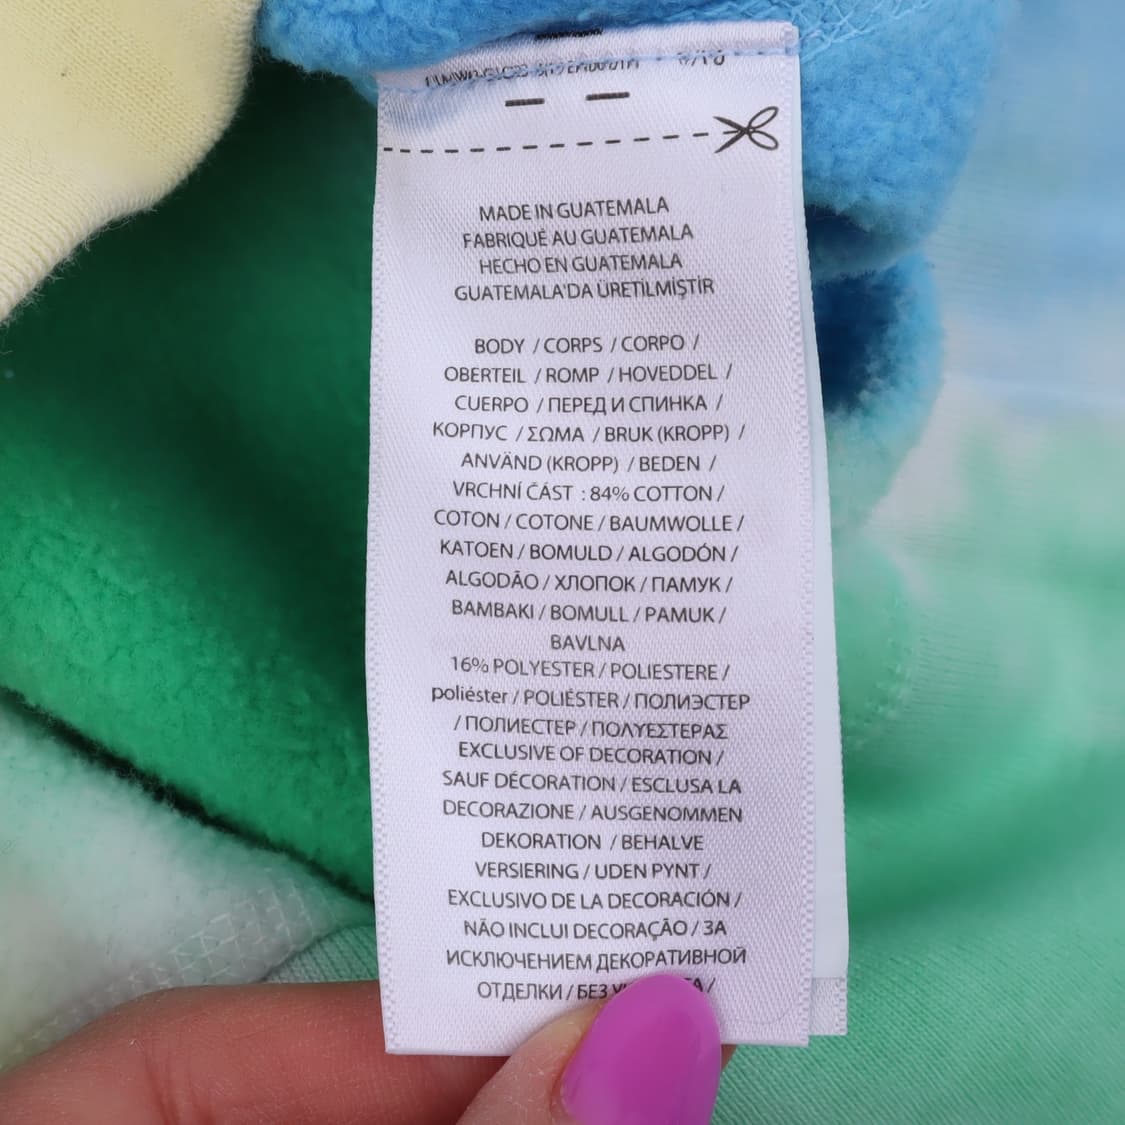 MADE IN GUATEMALA
FABRIQUÉ AU GUATEMALA
HECHO EN GUATEMALA
GUATEMALA'DA ÜRETILMIŞTIR
BODY / CORPS / CORPO /
OBERTEIL / ROMP / HOVEDDEL /
CUERPO / ПЕРЕД И СПИНКА /
КОРПУС / ΣΩΜΑ / BRUK (KROPP) /
ANVÄND (KROPP) / BEDEN /
VRCHNÍ ČÁST : 84% COTTON /
COTON / COTONE / BAUMWOLLE /
KATOEN / BOMULD / ALGODÓN /
ALGODÃO / ХЛОПОК / ПАМУК /
ΒΑΜΒΑΚΙ / BOMULL / PAMUK /
BAVLNA
16% POLYESTER / POLIESTERE /
poliéster / POLIÉSTER / ПОЛИЭСТЕР
/ ПОЛИЕСТЕР / ΠΟΛΥΕΣΤΕΡΑΣ
EXCLUSIVE OF DECORATION /
SAUF DÉCORATION / ESCLUSA LA
DECORAZIONE / AUSGENOMMEN
DEKORATION / BEHALVE
VERSIERING / UDEN PYNT /
EXCLUSIVO DE LA DECORACIÓN /
NÃO INCLUI DECORAÇÃO / ЗА
ИСКЛЮЧЕНИЕМ ДЕКОРАТИВНОЙ
ОТДЕЛКИ / БЕЗ